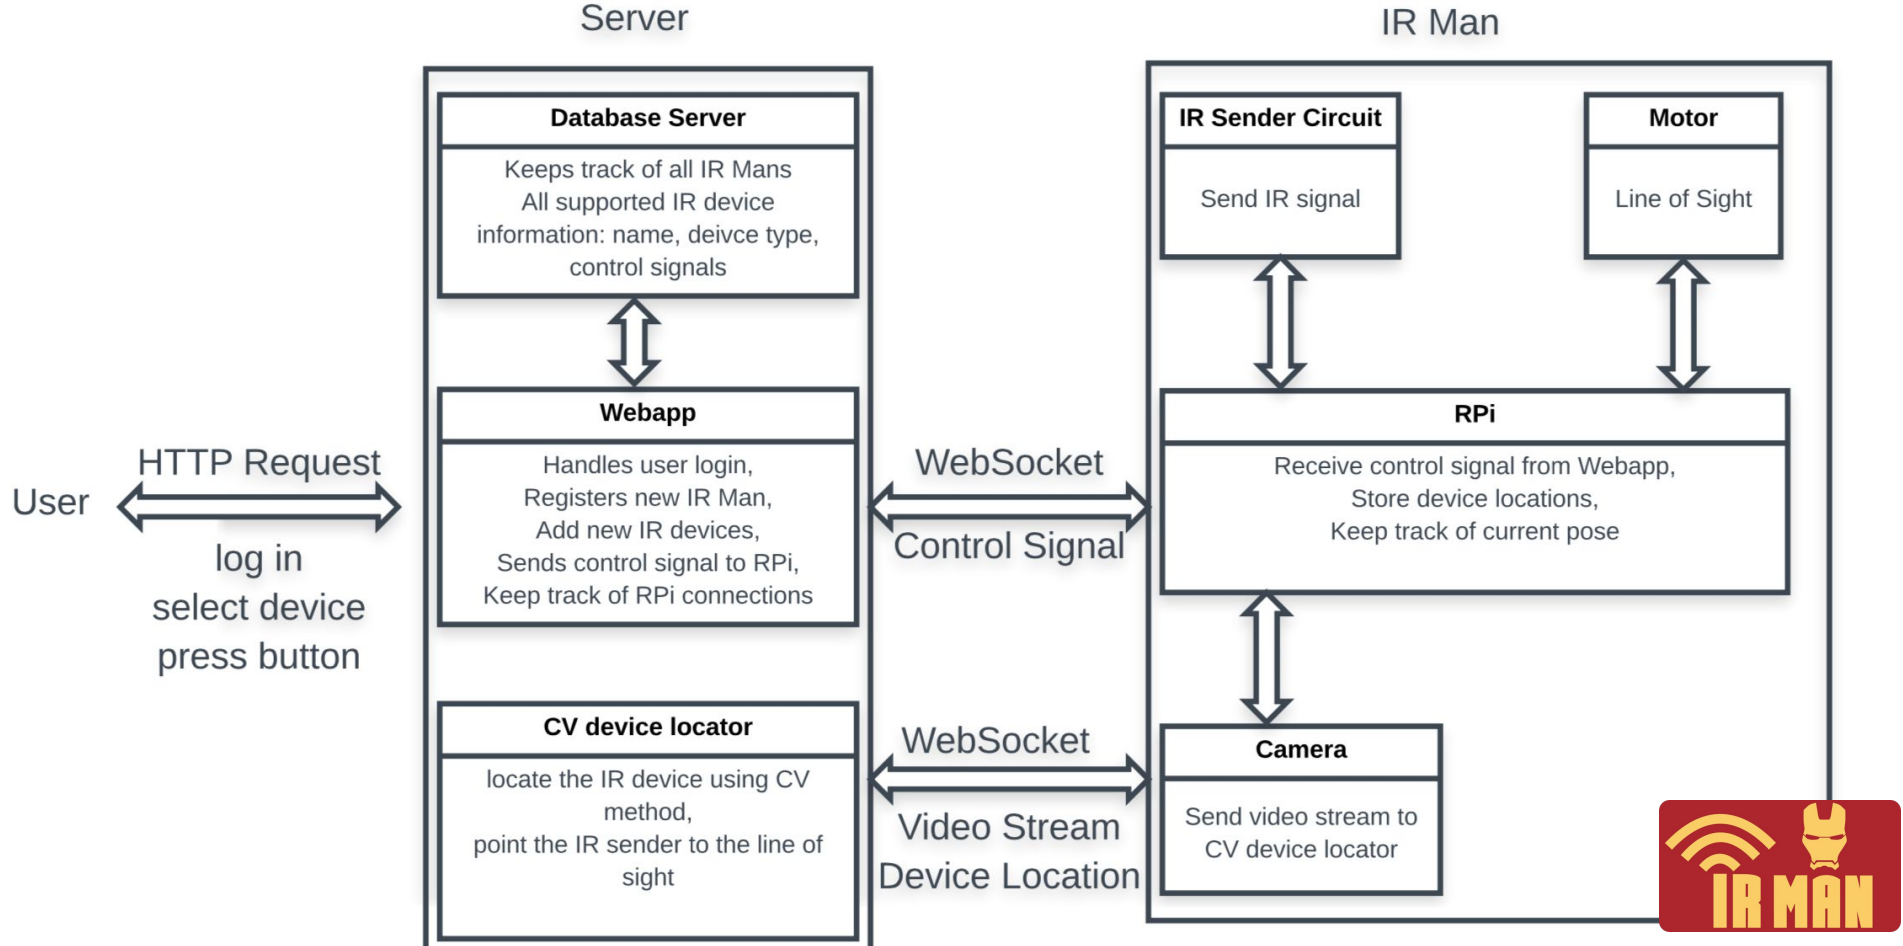 Server
IR Man
Database Server
Keeps track of all IR Mans
All supported IR device
information: name, deivce type,
control signals
IR Sender Circuit
Send IR signal
Motor
Line of Sight
User
HTTP Request
log in
select device
press button
Webapp
Handles user login,
Registers new IR Man,
Add new IR devices,
Sends control signal to RPi,
Keep track of RPi connections
WebSocket
Control Signal
RPi
Receive control signal from Webapp,
Store device locations,
Keep track of current pose
CV device locator
locate the IR device using CV
method,
point the IR sender to the line of
sight
WebSocket
Video Stream
Device Location
Camera
Send video stream to
CV device locator
IR MAN